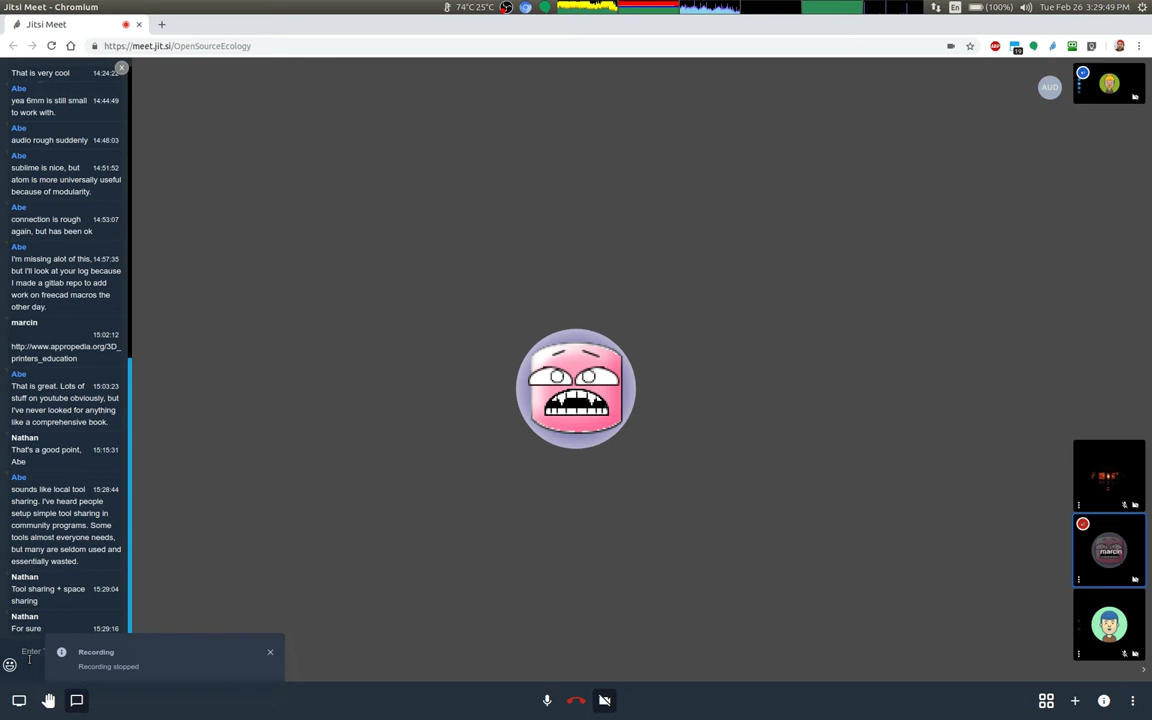 Jitsi Meet - Chromium
74°C 25°C
En
(100%)
Tue Feb 26 3:29:49 PM
Jitsi Meet
https://meet.jit.si/OpenSourceEcology
ABP
19
That is very cool 14:24:22
Abe
yea 6mm is still small 14:44:49
to work with.
Abe
audio rough suddenly 14:48:03
Abe
sublime is nice, but 14:51:52
atom is more universally useful
because of modularity.
Abe
connection is rough 14:53:07
again, but has been ok
Abe
I'm missing alot of this, 14:57:35
but I'll look at your log because
I made a gitlab repo to add
work on freecad macros the
other day.
marcin
15:02:12
http://www.appropedia.org/3D_
printers_education
Abe
That is great. Lots of 15:03:23
stuff on youtube obviously, but
I've never looked for anything
like a comprehensive book.
Nathan
That's a good point, 15:15:31
Abe
Abe
sounds like local tool 15:28:44
sharing. I've heard people
setup simple tool sharing in
community programs. Some
tools almost everyone needs,
but many are seldom used and
essentially wasted.
Nathan
Tool sharing + space 15:29:04
sharing
Nathan
For sure 15:29:16
Enter
Recording
Recording stopped
AUD
marcin